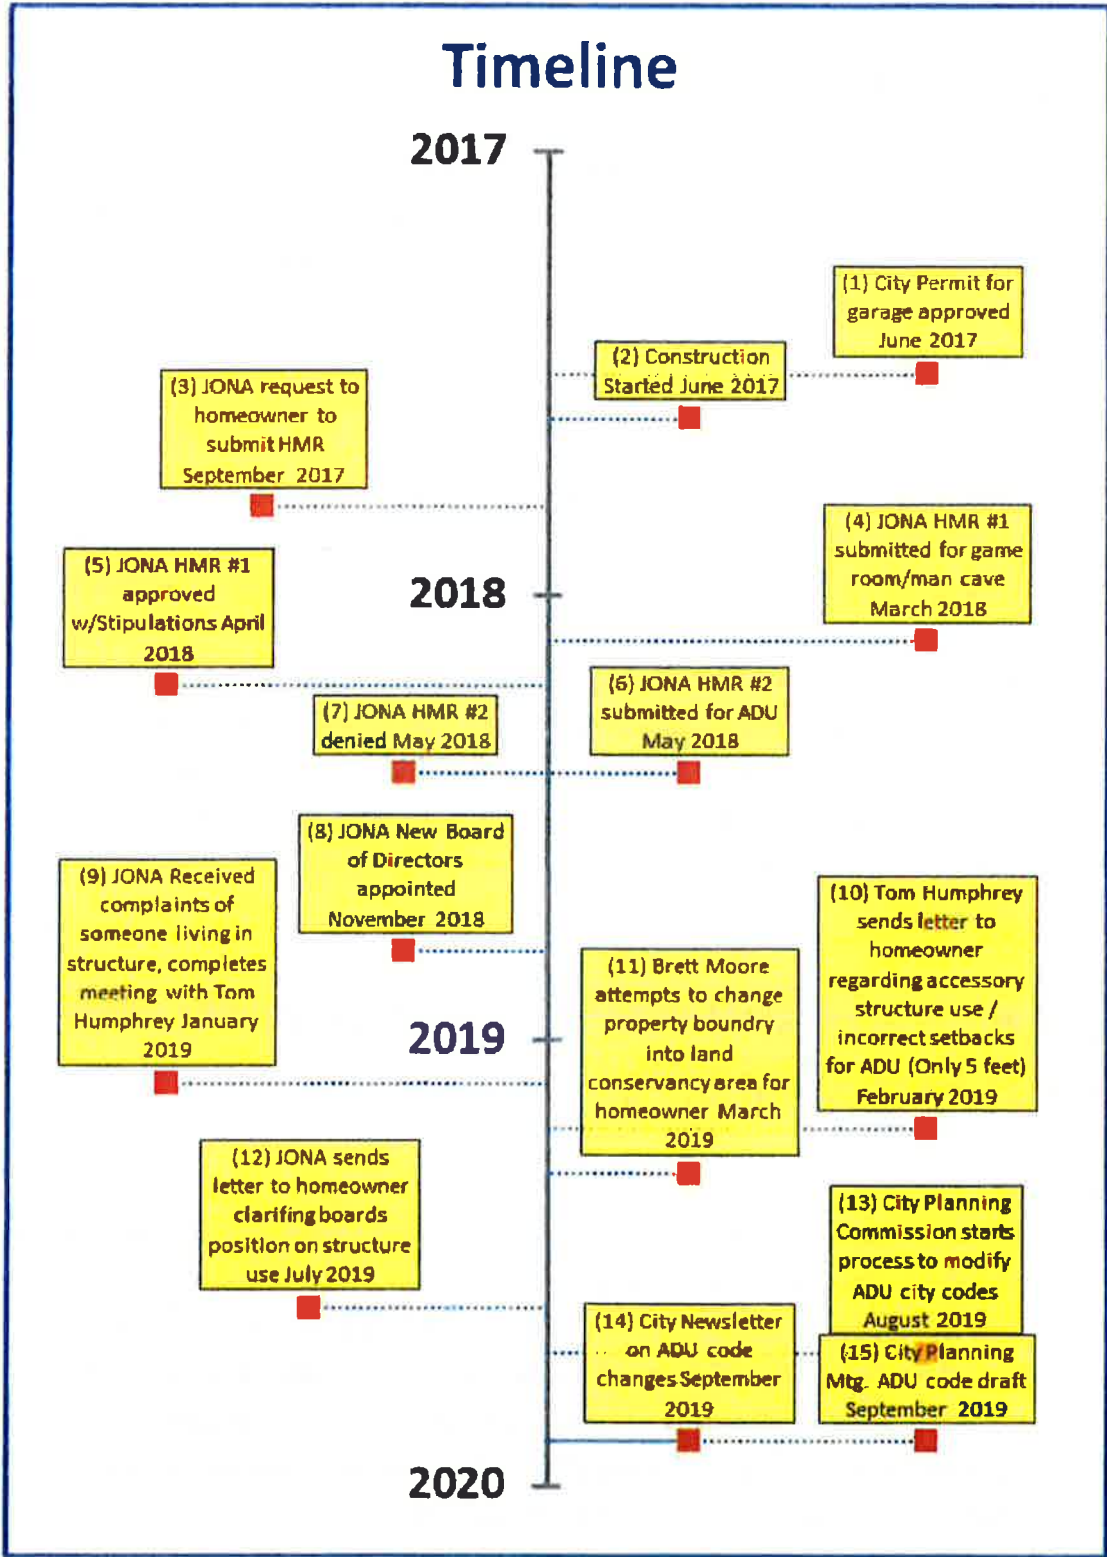 Timeline
2017
(1) City Permit for
garage approved
June 2017
(2) Construction
Started June 2017
(3) JONA request to
homeowner to
submit HMR
September 2017
(4) JONA HMR #1
submitted for game
room/man cave
March 2018
(5) JONA HMR #1
approved
w/Stipulations April
2018
2018
(6) JONA HMR #2
submitted for ADU
May 2018
(7) JONA HMR #2
denied May 2018
(8) JONA New Board
of Directors
appointed
November 2018
(9) JONA Received
complaints of
someone living in
structure, completes
meeting with Tom
Humphrey January
2019
(10) Tom Humphrey
sends letter to
homeowner
regarding accessory
structure use /
incorrect setbacks
for ADU (Only 5 feet)
February 2019
2019
(11) Brett Moore
attempts to change
property boundry
into land
conservancy area for
homeowner March
2019
(12) JONA sends
letter to homeowner
clarifing boards
position on structure
use July 2019
(13) City Planning
Commission starts
process to modify
ADU city codes
August 2019
(14) City Newsletter
on ADU code
changes September
2019
(15) City Planning
Mtg. ADU code draft
September 2019
2020